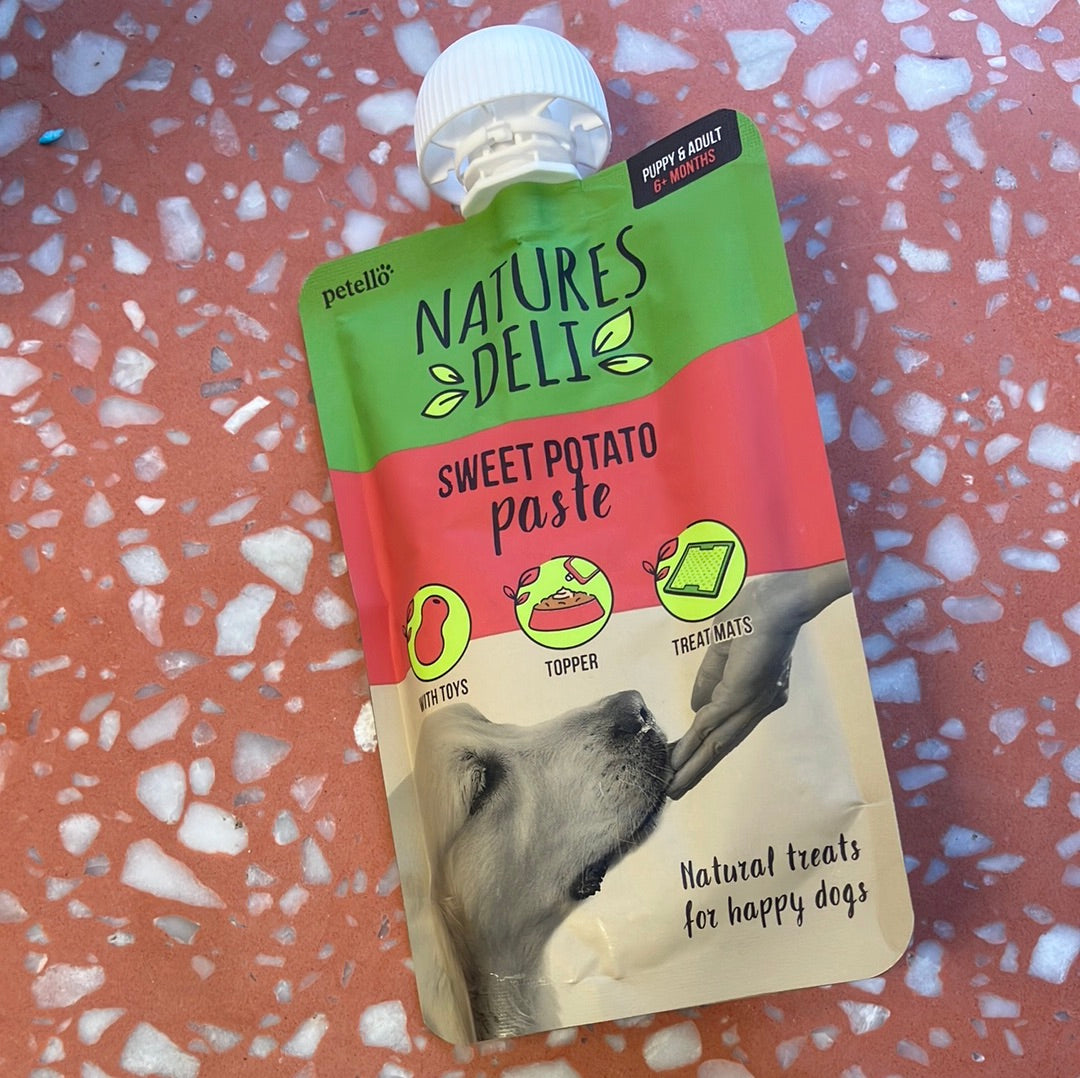 PUPPY & ADULT
6+ MONTHS
petello
NATURES
DELI
SWEET POTATO
paste
WITH TOYS
TOPPER
TREAT MATS
Natural treats
for happy dogs